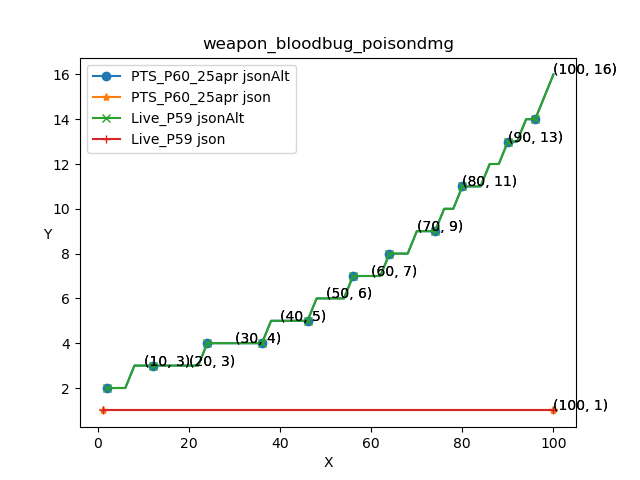 weapon_bloodbug_poisondmg
PTS_P60_25apr jsonAlt
PTS_P60_25apr json
Live_P59 jsonAlt
Live_P59 json
(100, 16)
(90, 13)
(80, 11)
(70, 9)
(60, 7)
(50, 6)
(40, 5)
(30, 4)
(10, 3)(20, 3)
(100, 1)
Y
16
14
12
10
8
6
4
2
0 20 40 60 80 100
X